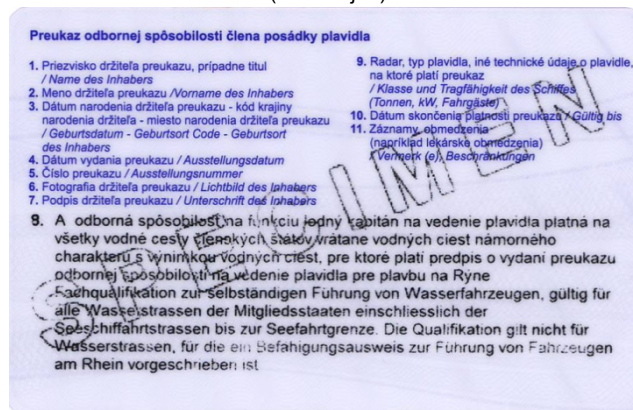 Preukaz odbornej spôsobilosti člena posádky plavidla
1. Priezvisko držiteľa preukazu, prípadne titul
/ Name des Inhabers
2. Meno držiteľa preukazu /Vorname des Inhabers
3. Dátum narodenia držiteľa preukazu - kód krajiny
narodenia držiteľa - miesto narodenia držiteľa preukazu
/ Geburtsdatum - Geburtsort Code - Geburtsort
des Inhabers
4. Dátum vydania preukazu / Ausstellungsdatum
5. Číslo preukazu / Ausstellungsnummer
6. Fotografia držiteľa preukazu / Lichtbild des Inhabers
7. Podpis držiteľa preukazu / Unterschrift des Inhabers
9. Radar, typ plavidla, iné technické údaje o plavidle,
na ktoré platí preukaz
/ Klasse und Tragfähigkeit des Schiffes
(Tonnen, kW, Fahrgäste)
10. Dátum skončenia platnosti preukazu / Gültig bis
11. Záznamy, obmedzenia
(napríklad lekárske obmedzenia)
/ Vermerk (e), Beschränkungen
9. A odborná spôsobilosť na funkciu lodný kapitán na vedenie plavidla platná na
všetky vodné cesty členských štátov vrátane vodných ciest námorného
charakteru s výnimkou vodných ciest, pre ktoré platí predpis o vydaní preukazu
odbornej spôsobilosti na vedenie plavidla pre plavbu na Rýne
Fachqualifikation zur selbständigen Führung von Wasserfahrzeugen, gültig für
alle Wasserstrassen der Mitgliedsstaaten einschliesslich der
Seeschiffahrtstrassen bis zur Seefahrtgrenze. Die Qualifikation gilt nicht für
Wasserstrassen, für die ein Befahigungsausweis zur Führung von Fahrzeugen
am Rhein vorgeschrieben ist
SPECIMEN